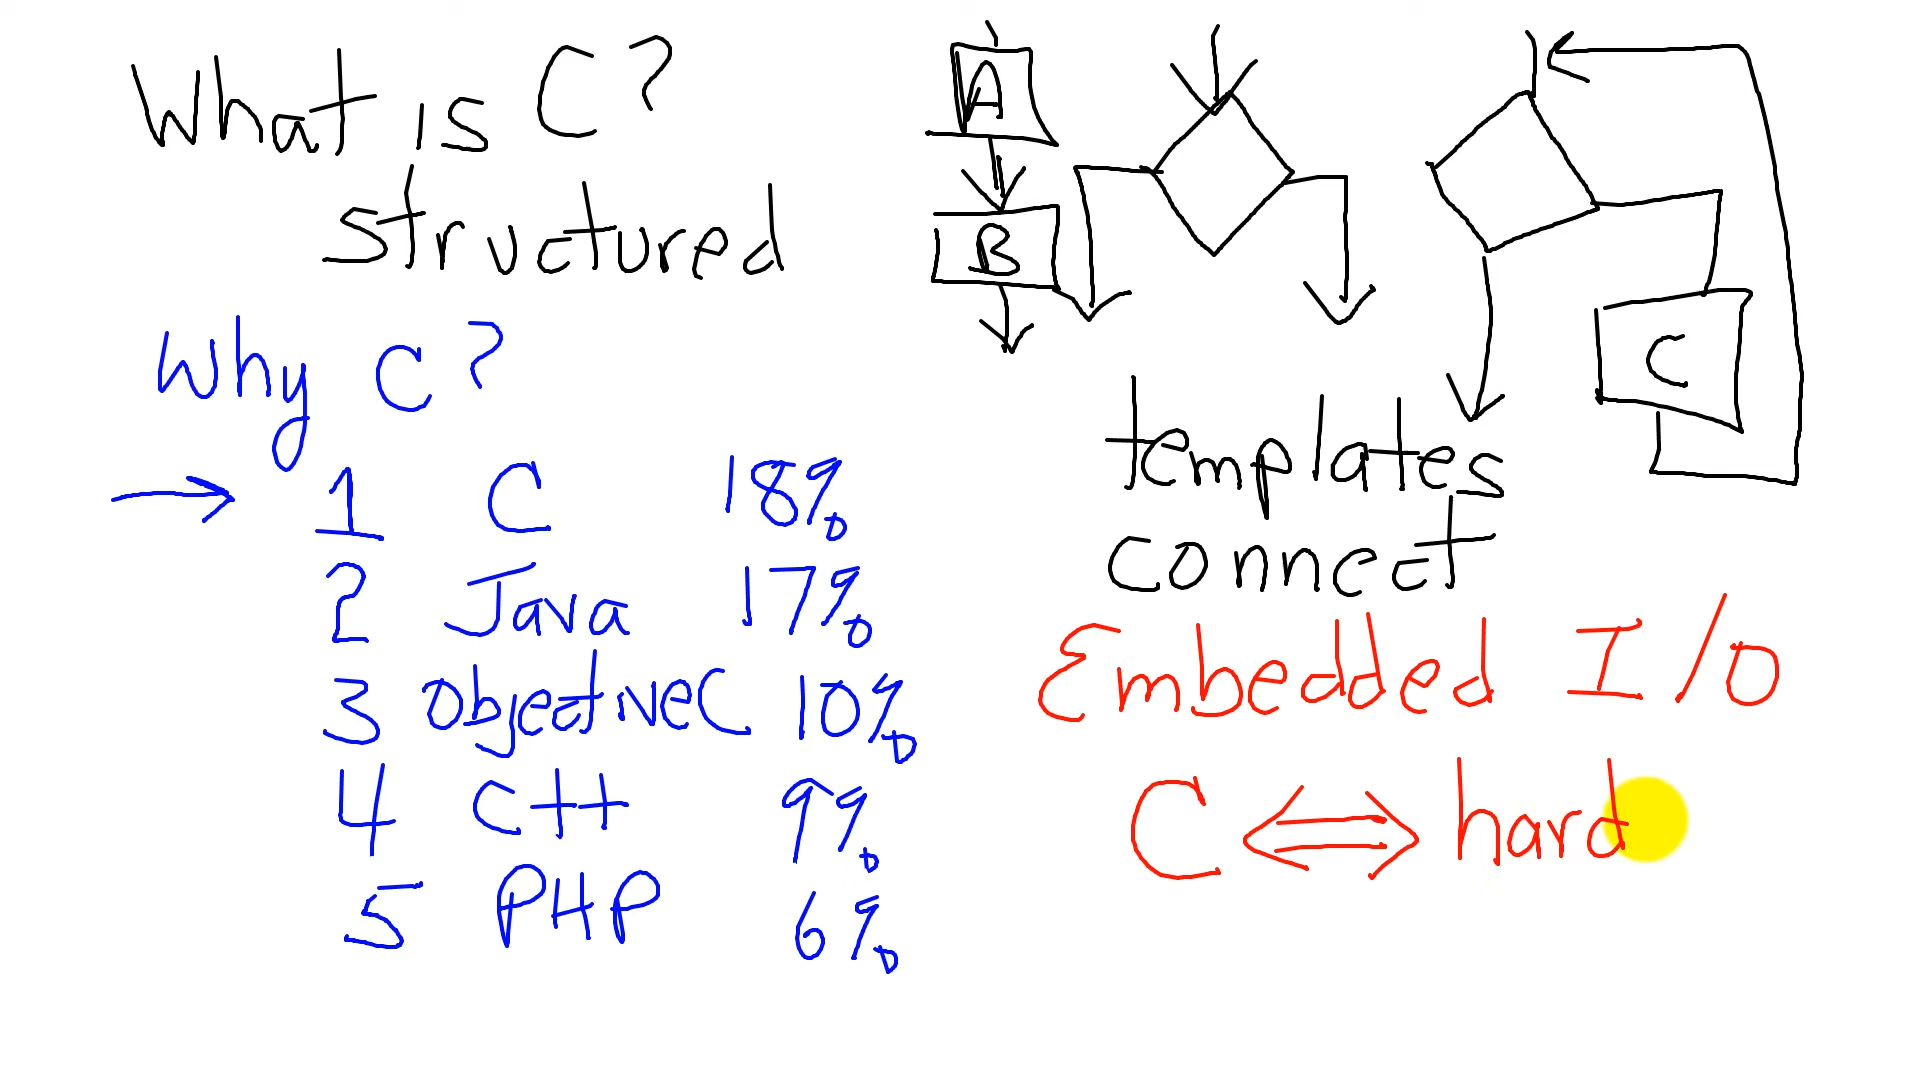 What is C?
structured
Why C?
1 C 18%
2 Java 17%
3 Objective C 10%
4 C++ 9%
5 PHP 6%
A
B
C
templates
connect
Embedded I/O
C hard